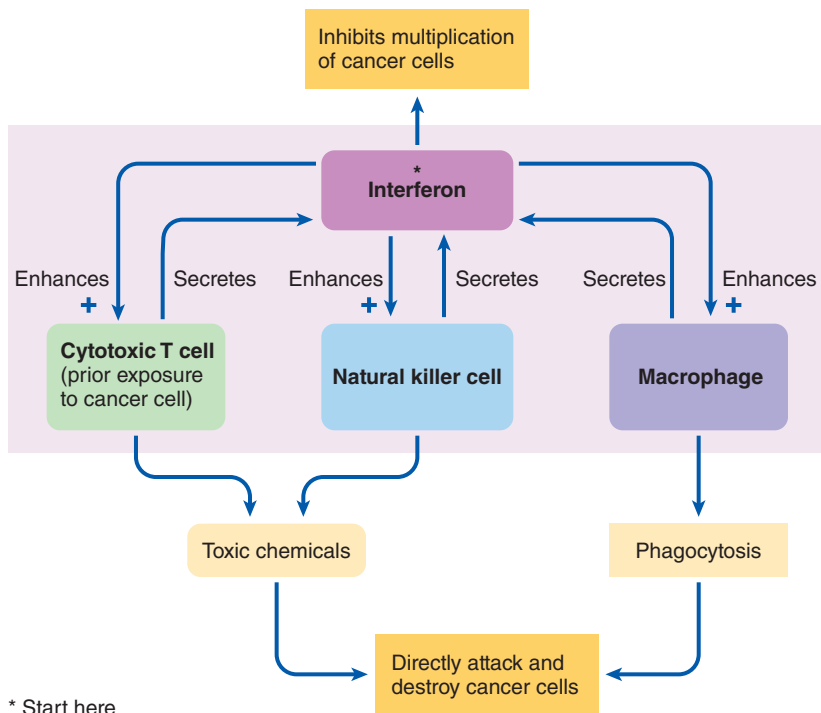 Inhibits multiplication
of cancer cells
*
Interferon
Enhances
+
Secretes
Enhances
+
Secretes
Secretes
Enhances
+
Cytotoxic T cell
(prior exposure
to cancer cell)
Natural killer cell
Macrophage
Toxic chemicals
Phagocytosis
Directly attack and
destroy cancer cells
* Start here